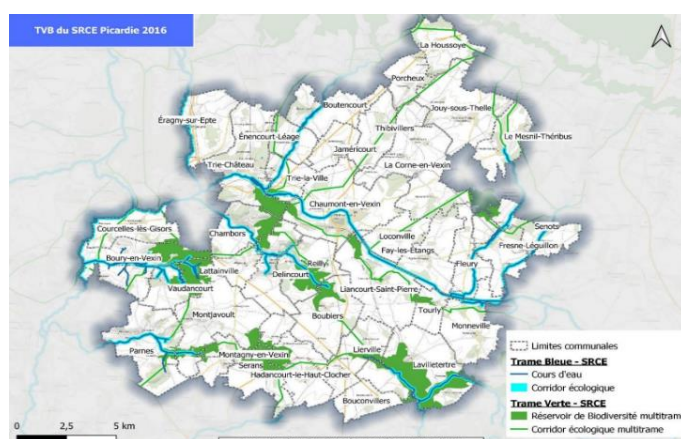 TVB du SRCE Picardie 2016
La Houssoye
Porcheux
Boutencourt
Jouy-sous-Thelle
Éragny-sur-Epte
Énencourt-Léage
Thibivillers
Le Mesnil-Théribus
Jaméricourt
Trie-Château
La Corne-en-Vexin
Trie-la-Ville
Chaumont-en-Vexin
Courcelles-lès-Gisors
Chambors
Loconville
Senots
Fay-les-Étangs
Fresne-Léguillon
Boury-en-Vexin
Reilly
Fleury
Lattainville
Delincourt
Vaudancourt
Liancourt-Saint-Pierre
Tourly
Montjavoult
Boubiers
Monneville
Parnes
Montagny-en-Vexin
Lierville
Lavilletertre
Serans
Hadancourt-le-Haut-Clocher
Bouconvillers
Limites communales
Trame Bleue - SRCE
Cours d'eau
Corridor écologique
Trame Verte - SRCE
Réservoir de Biodiversité multitram
Corridor écologique multitrame
0 2,5 5 km